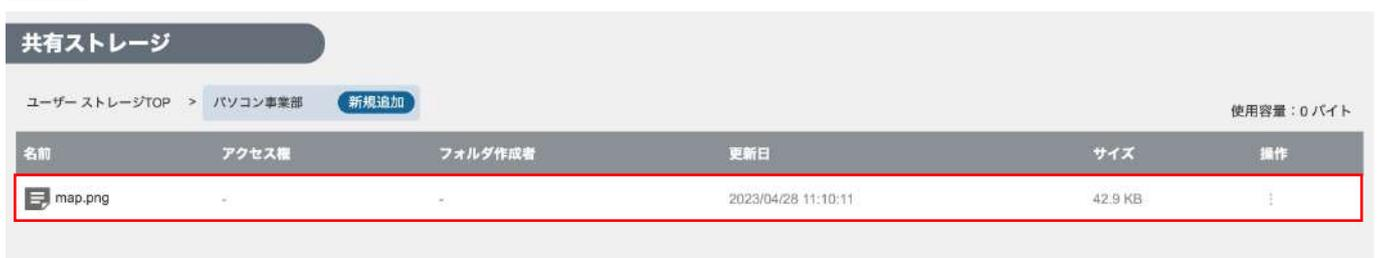 共有ストレージ
ユーザー ストレージTOP > パソコン事業部 新規追加
使用容量：0 バイト
名前 アクセス権 フォルダ作成者 更新日 サイズ 操作
map.png - - 2023/04/28 11:10:11 42.9 KB ⋮